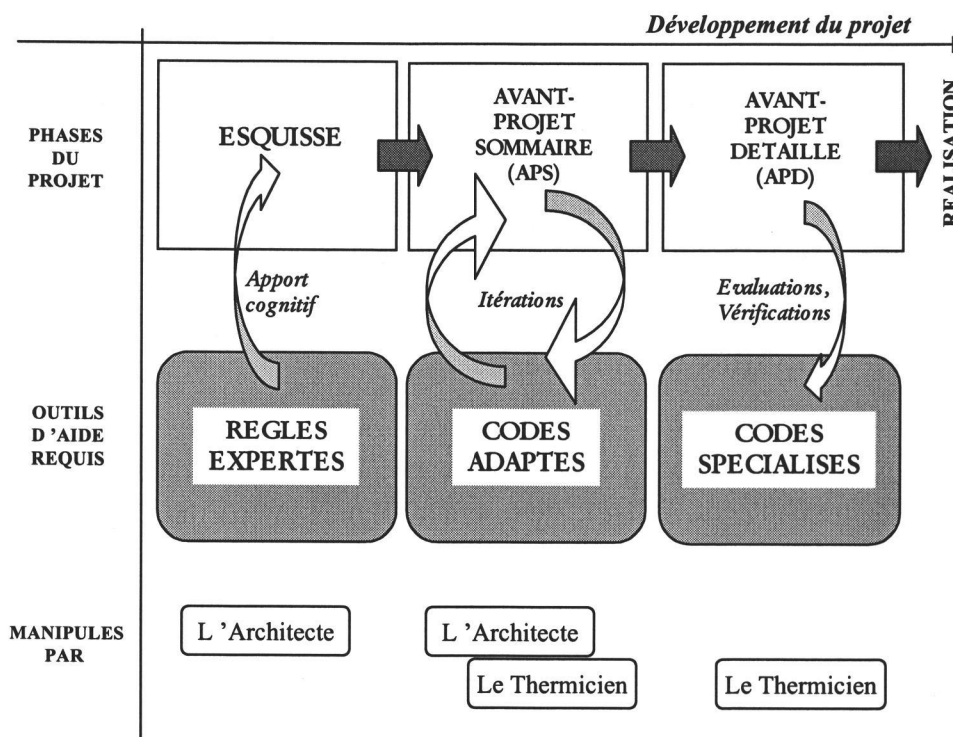 Développement du projet
PHASES
DU
PROJET
ESQUISSE
AVANT-
PROJET
SOMMAIRE
(APS)
AVANT-
PROJET
DETAILLE
(APD)
REALISATION
Apport
cognitif
Itérations
Evaluations,
Vérifications
OUTILS
D ’AIDE
REQUIS
REGLES
EXPERTES
CODES
ADAPTES
CODES
SPECIALISES
MANIPULES
PAR
L ’Architecte
L ’Architecte
Le Thermicien
Le Thermicien